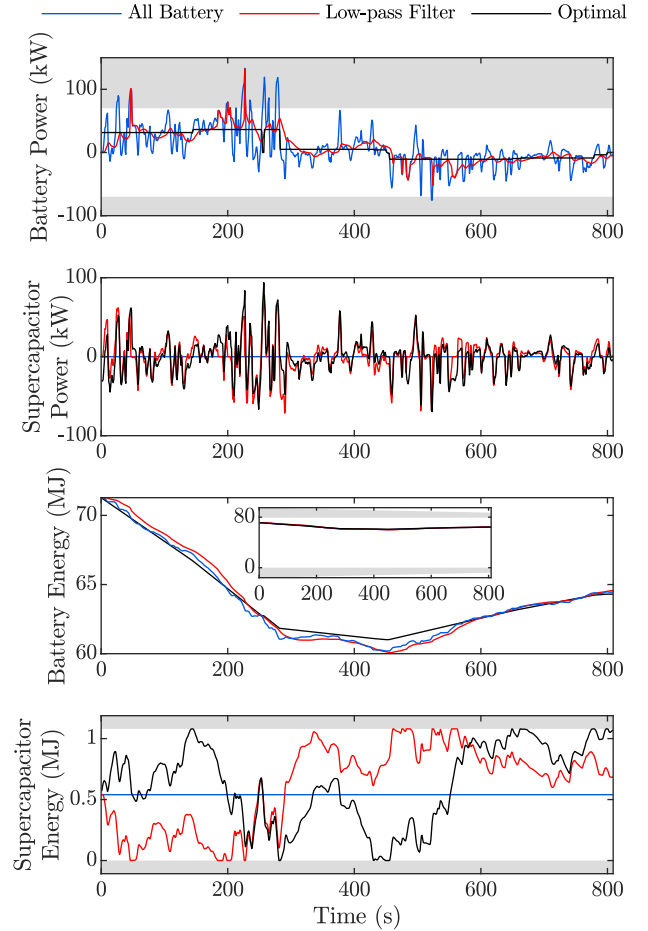 All Battery Low-pass Filter Optimal
Battery Power (kW)
100
0
-100
0 200 400 600 800
Supercapacitor
Power (kW)
100
0
-100
0 200 400 600 800
Battery Energy (MJ)
70
65
60
0 200 400 600 800
80
0
0 200 400 600 800
Supercapacitor
Energy (MJ)
1
0.5
0
0 200 400 600 800
Time (s)